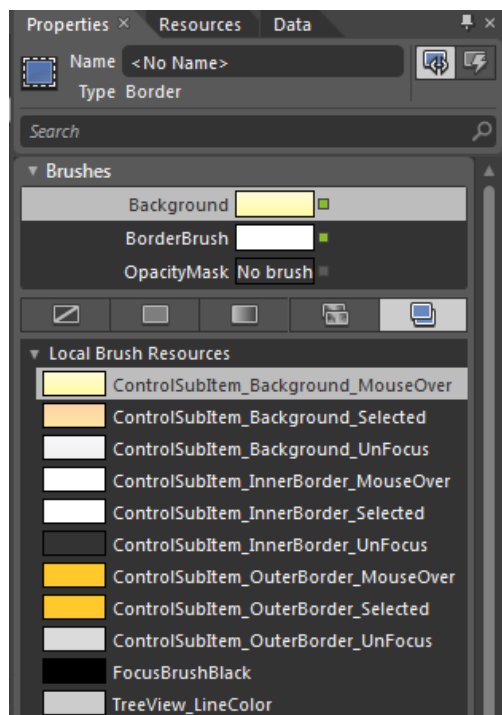 Properties × Resources Data
Name <No Name>
Type Border
Search
Brushes
Background
BorderBrush
OpacityMask No brush
Local Brush Resources
ControlSubItem_Background_MouseOver
ControlSubItem_Background_Selected
ControlSubItem_Background_UnFocus
ControlSubItem_InnerBorder_MouseOver
ControlSubItem_InnerBorder_Selected
ControlSubItem_InnerBorder_UnFocus
ControlSubItem_OuterBorder_MouseOver
ControlSubItem_OuterBorder_Selected
ControlSubItem_OuterBorder_UnFocus
FocusBrushBlack
TreeView_LineColor